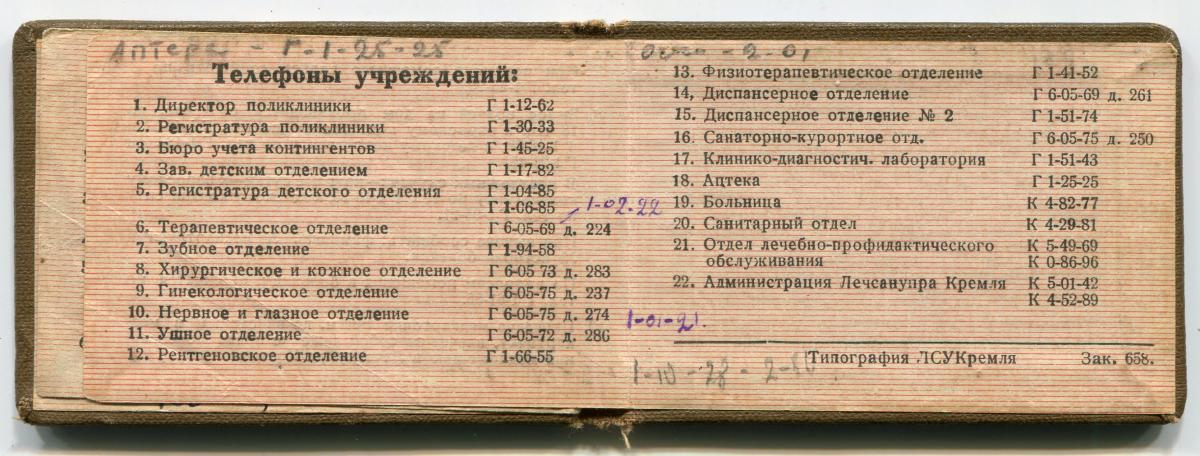 Аптека - Г-1-25-25
Телефоны учреждений:
1. Директор поликлиники Г 1-12-62
2. Регистратура поликлиники Г 1-30-33
3. Бюро учета контингентов Г 1-45-25
4. Зав. детским отделением Г 1-17-82
5. Регистратура детского отделения Г 1-04-85
Г 1-66-85
1-02-22
6. Терапевтическое отделение Г 6-05-69 д. 224
7. Зубное отделение Г 1-94-58
8. Хирургическое и кожное отделение Г 6-05 73 д. 283
9. Гинекологическое отделение Г 6-05-75 д. 237
10. Нервное и глазное отделение Г 6-05-75 д. 274
11. Ушное отделение Г 6-05-72 д. 286
12. Рентгеновское отделение Г 1-66-55
- 2-01
13. Физиотерапевтическое отделение Г 1-41-52
14, Диспансерное отделение Г 6-05-69 д. 261
15. Диспансерное отделение № 2 Г 1-51-74
16. Санаторно-курортное отд. Г 6-05-75 д. 250
17. Клинико-диагностич. лаборатория Г 1-51-43
18. Аптека Г 1-25-25
19. Больница К 4-82-77
20. Санитарный отдел К 4-29-81
21. Отдел лечебно-профидактического К 5-49-69
обслуживания К 0-86-96
22. Администрация Лечсанупра Кремля К 5-01-42
К 4-52-89
1-01-21.
Типография ЛСУКремля Зак. 658.
1-10-28-2-50